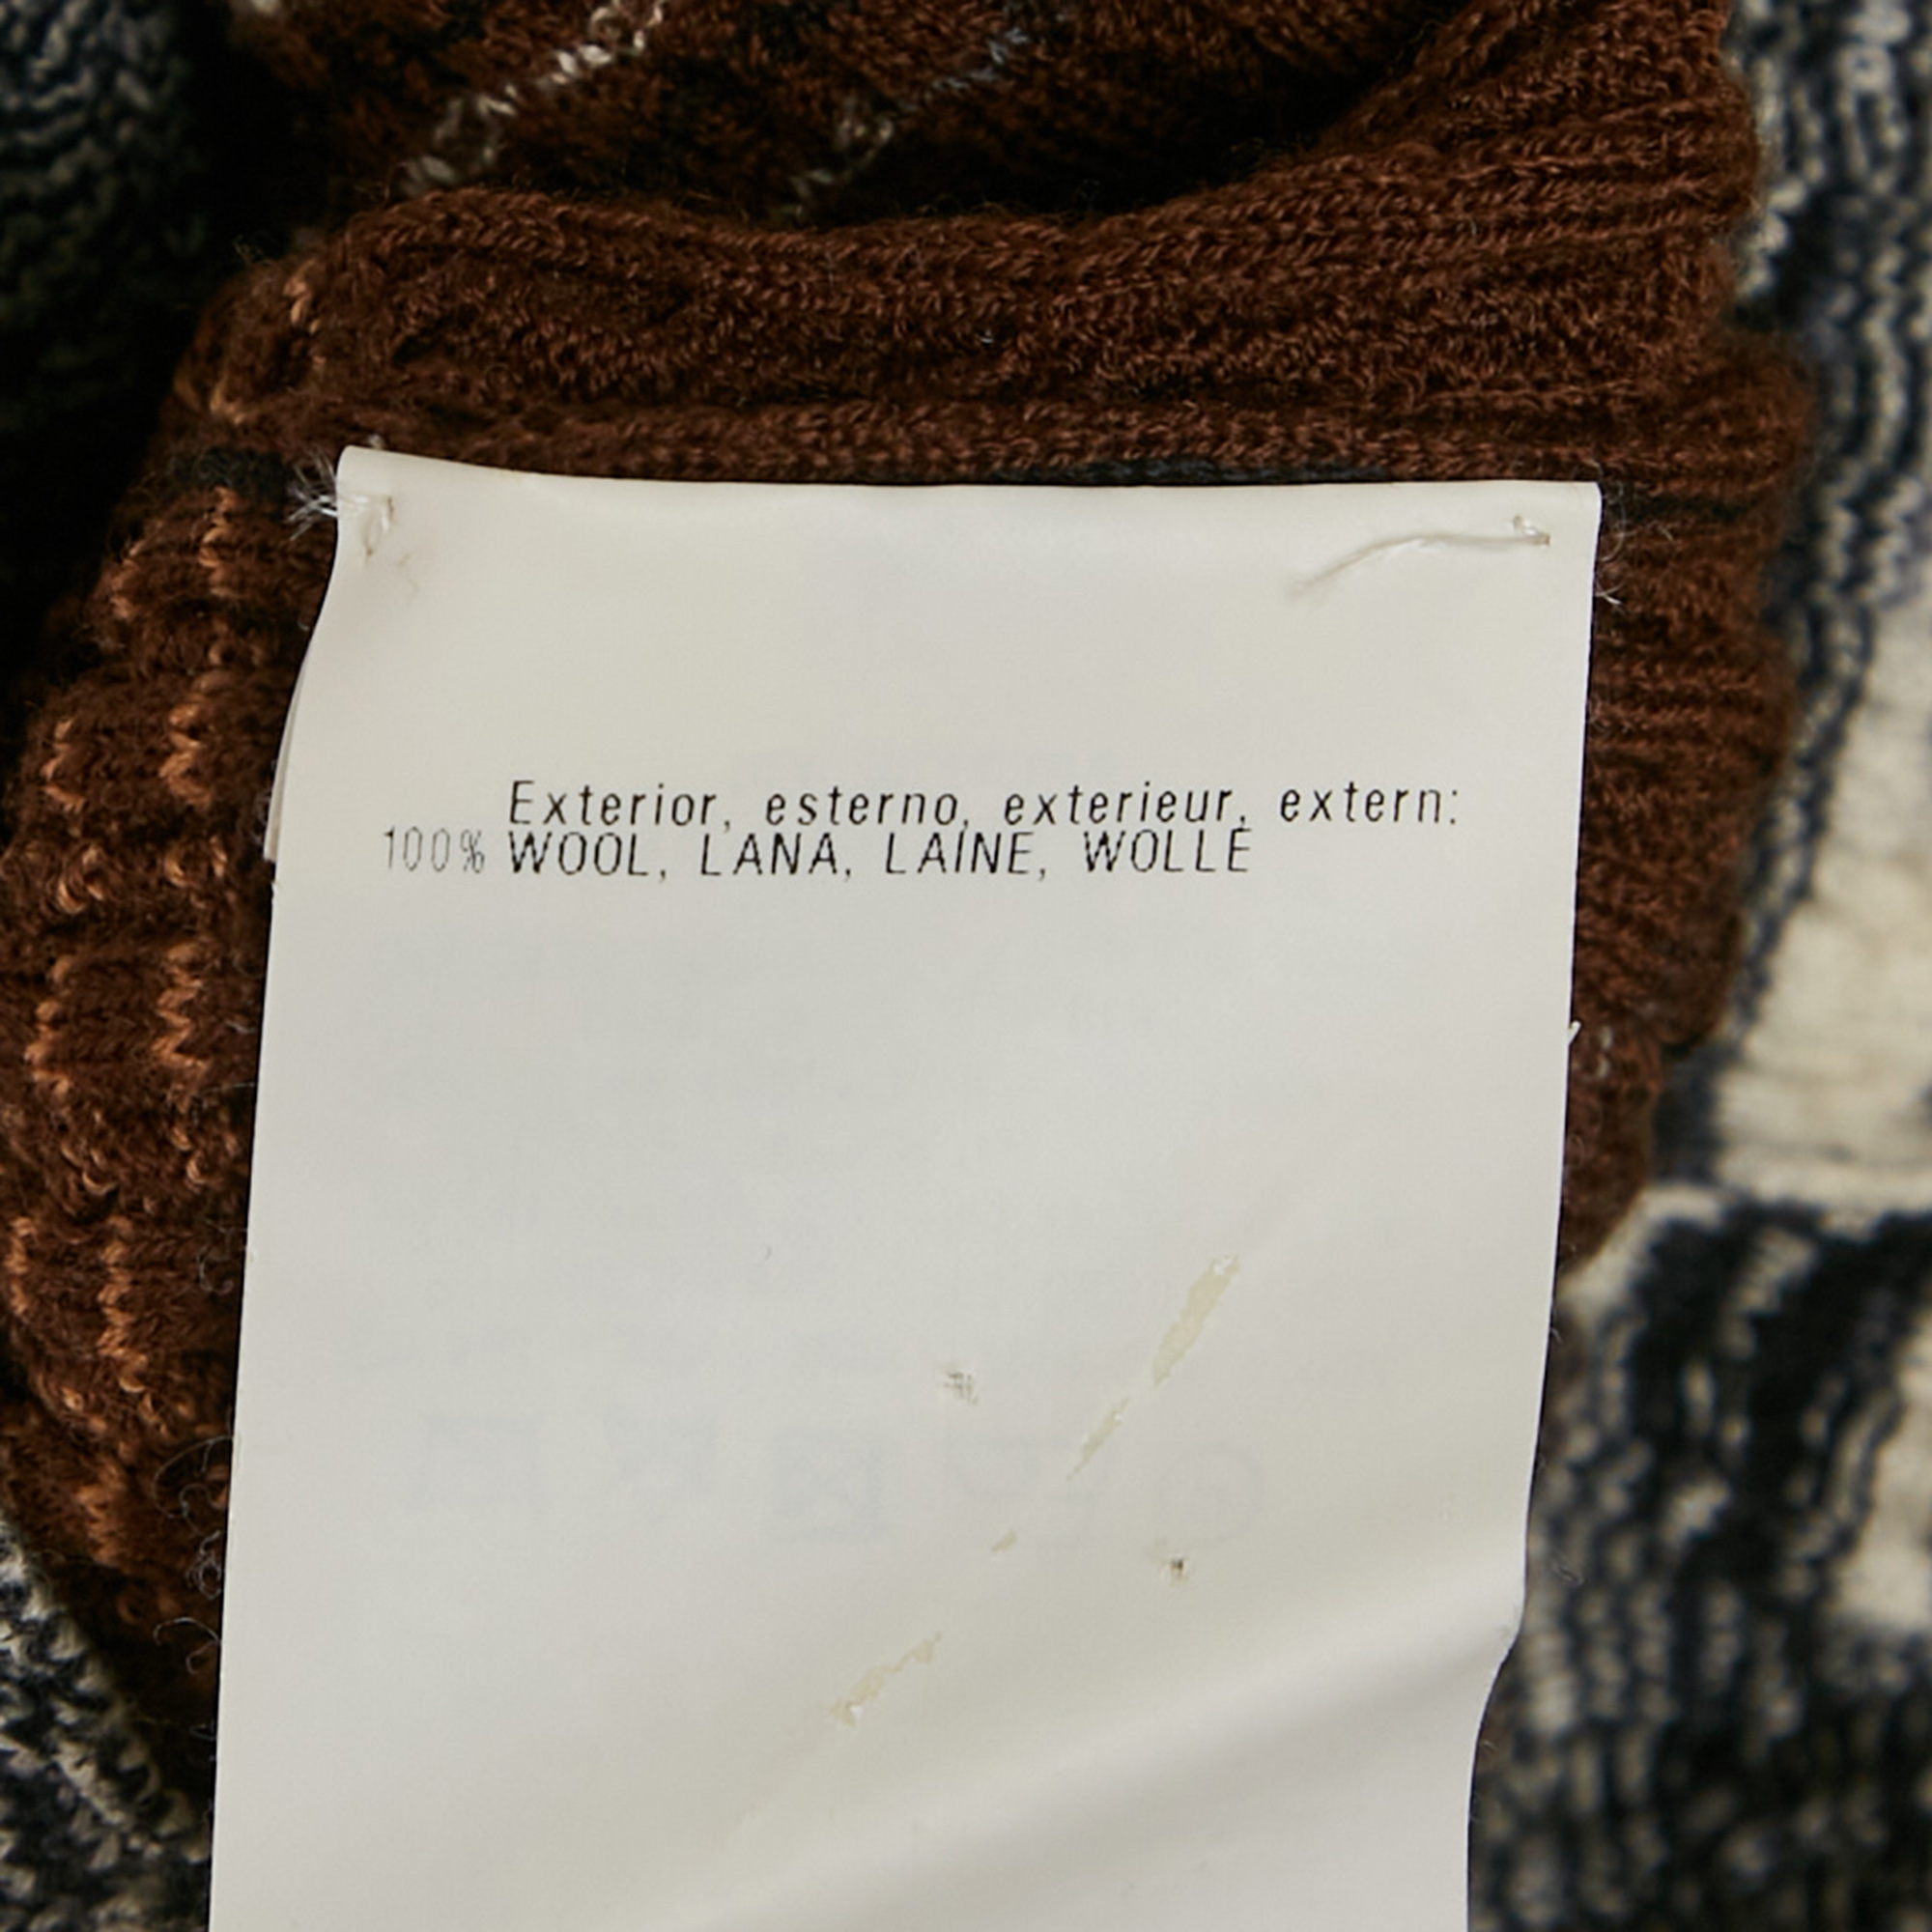 Exterior, esterno, exterieur, extern:
100% WOOL, LANA, LAINE, WOLLE